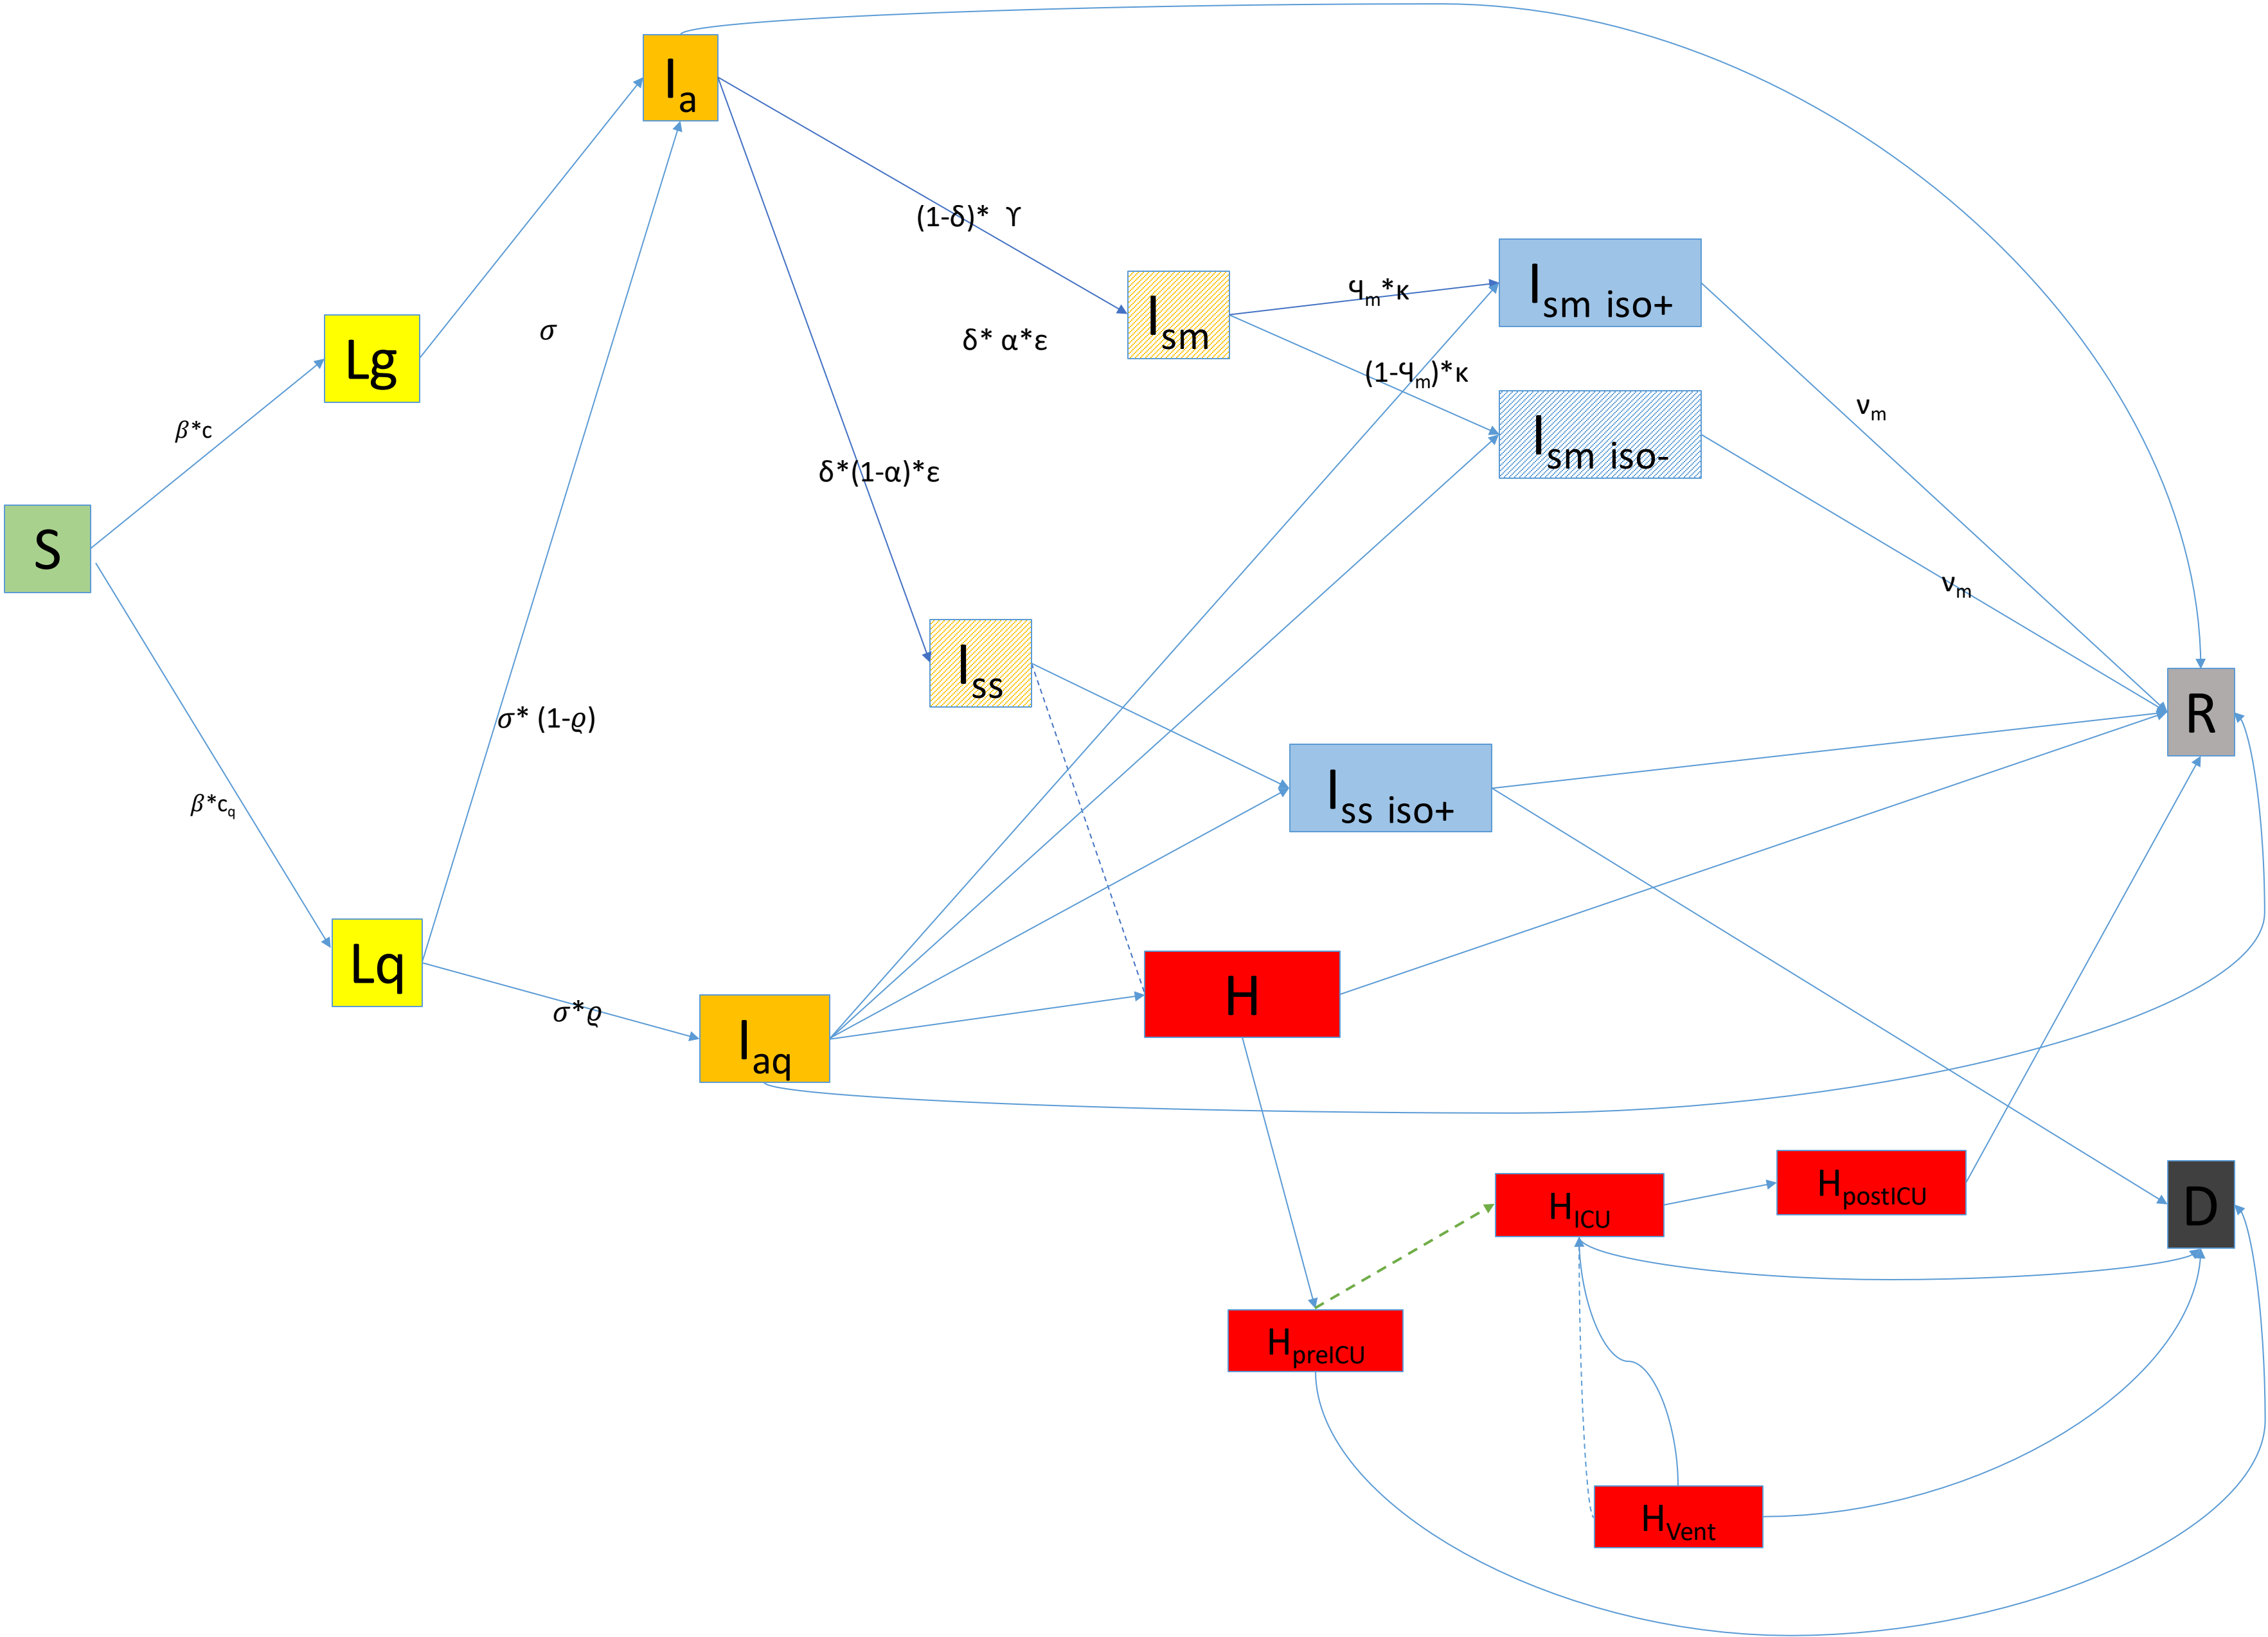 Ia
(1-δ)* ϒ
Ism
ҷm*κ
Ism iso+
Lg
σ
δ* α*ε
(1-ҷm)*κ
Ism iso-
νm
β*c
δ*(1-α)*ε
S
νm
Iss
R
σ* (1-ϱ)
β*cq
Iss iso+
Lq
σ*ϱ
Iaq
H
HICU
HpostICU
D
HpreICU
HVent